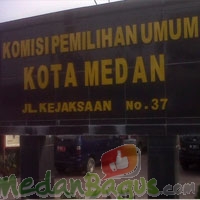 KOMISI PEMILIHAN UMUM
KOTA MEDAN
JL. KEJAKSAAN No. 37
MedanBagus.com